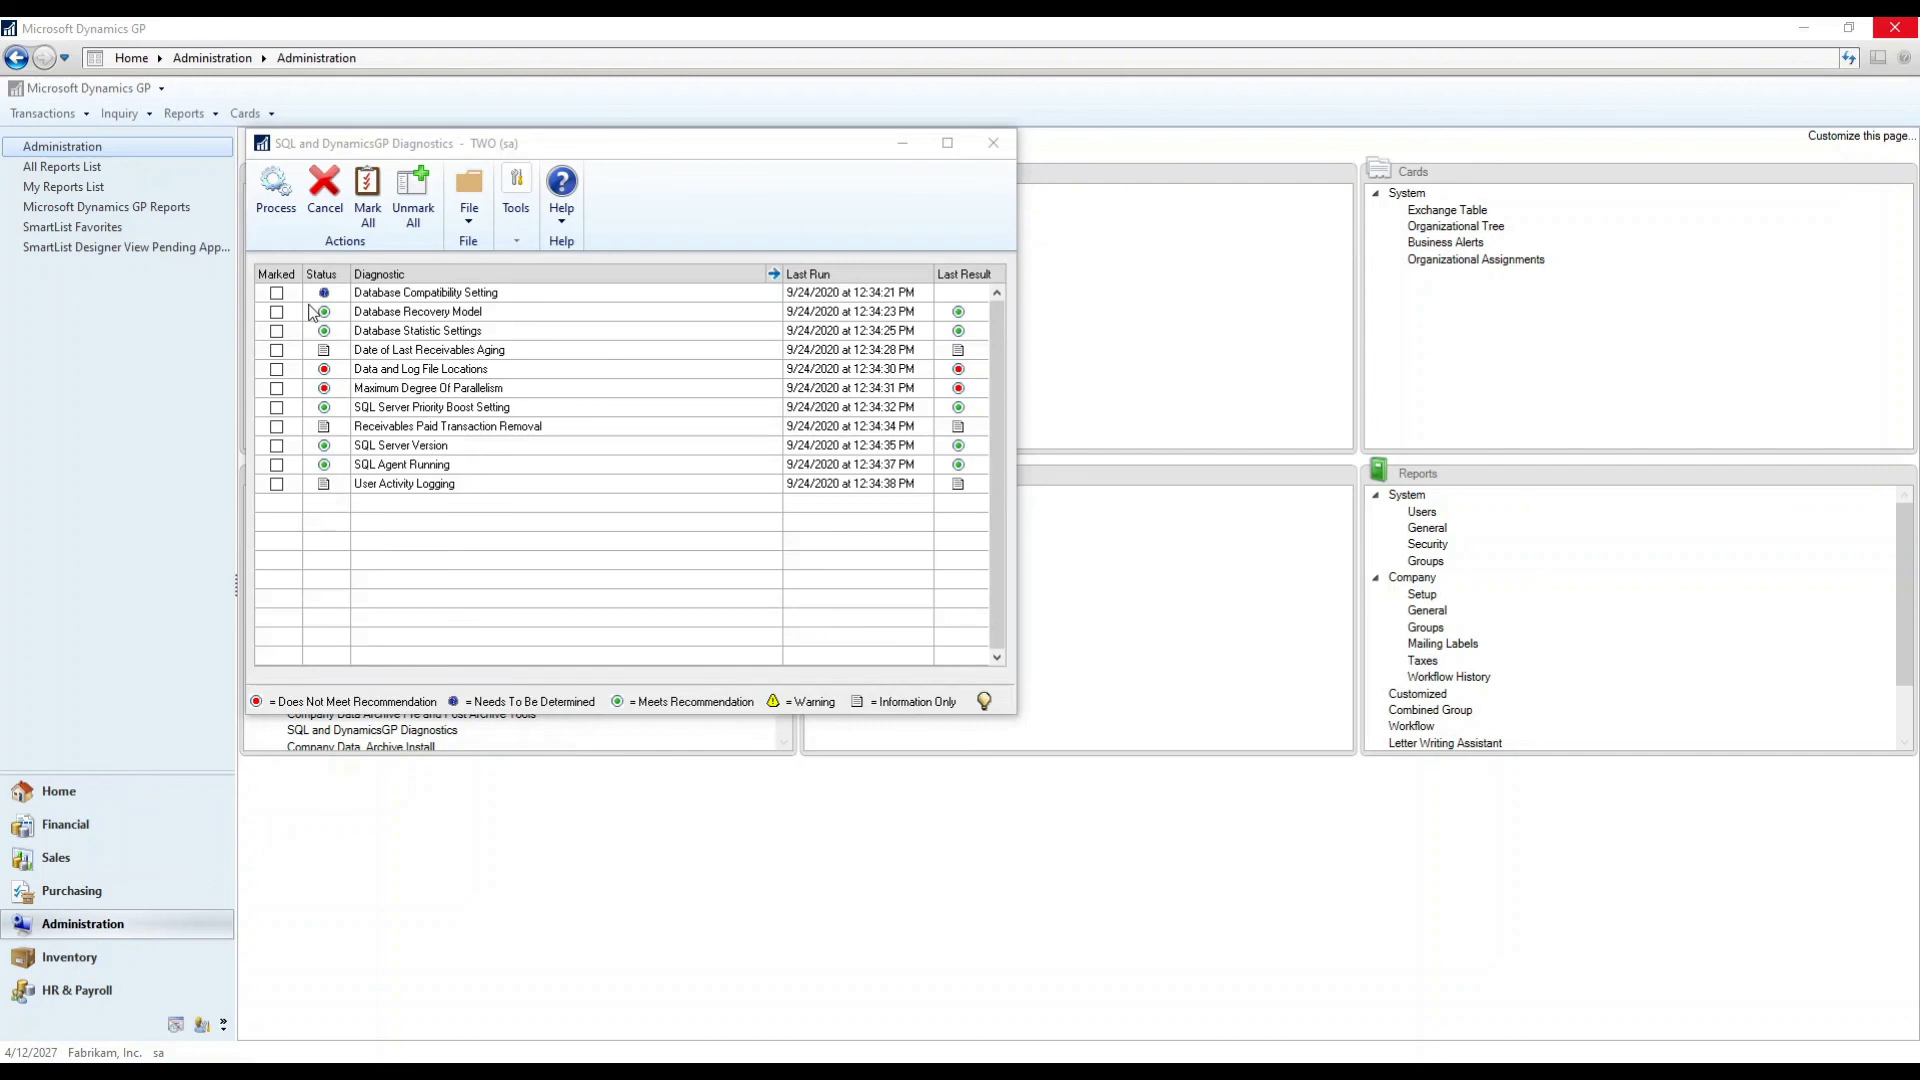 Microsoft Dynamics GP
Home Administration Administration
Microsoft Dynamics GP
Transactions Inquiry Reports Cards
Customize this page...
Administration
All Reports List
My Reports List
Microsoft Dynamics GP Reports
SmartList Favorites
SmartList Designer View Pending App...
SQL and DynamicsGP Diagnostics - TWO (sa)
Process
Cancel
Mark All
Unmark All
File
Tools
Help
Actions
File
Help
Marked Status Diagnostic Last Run Last Result
Database Compatibility Setting 9/24/2020 at 12:34:21 PM
Database Recovery Model 9/24/2020 at 12:34:23 PM
Database Statistic Settings 9/24/2020 at 12:34:25 PM
Date of Last Receivables Aging 9/24/2020 at 12:34:28 PM
Data and Log File Locations 9/24/2020 at 12:34:30 PM
Maximum Degree Of Parallelism 9/24/2020 at 12:34:31 PM
SQL Server Priority Boost Setting 9/24/2020 at 12:34:32 PM
Receivables Paid Transaction Removal 9/24/2020 at 12:34:34 PM
SQL Server Version 9/24/2020 at 12:34:35 PM
SQL Agent Running 9/24/2020 at 12:34:37 PM
User Activity Logging 9/24/2020 at 12:34:38 PM
= Does Not Meet Recommendation = Needs To Be Determined = Meets Recommendation = Warning = Information Only
Company Data Archive Pre and Post Archive Tools
SQL and DynamicsGP Diagnostics
Company Data Archive Install
Cards
System
Exchange Table
Organizational Tree
Business Alerts
Organizational Assignments
Reports
System
Users
General
Security
Groups
Company
Setup
General
Groups
Mailing Labels
Taxes
Workflow History
Customized
Combined Group
Workflow
Letter Writing Assistant
Home
Financial
Sales
Purchasing
Administration
Inventory
HR & Payroll
4/12/2027 Fabrikam, Inc. sa